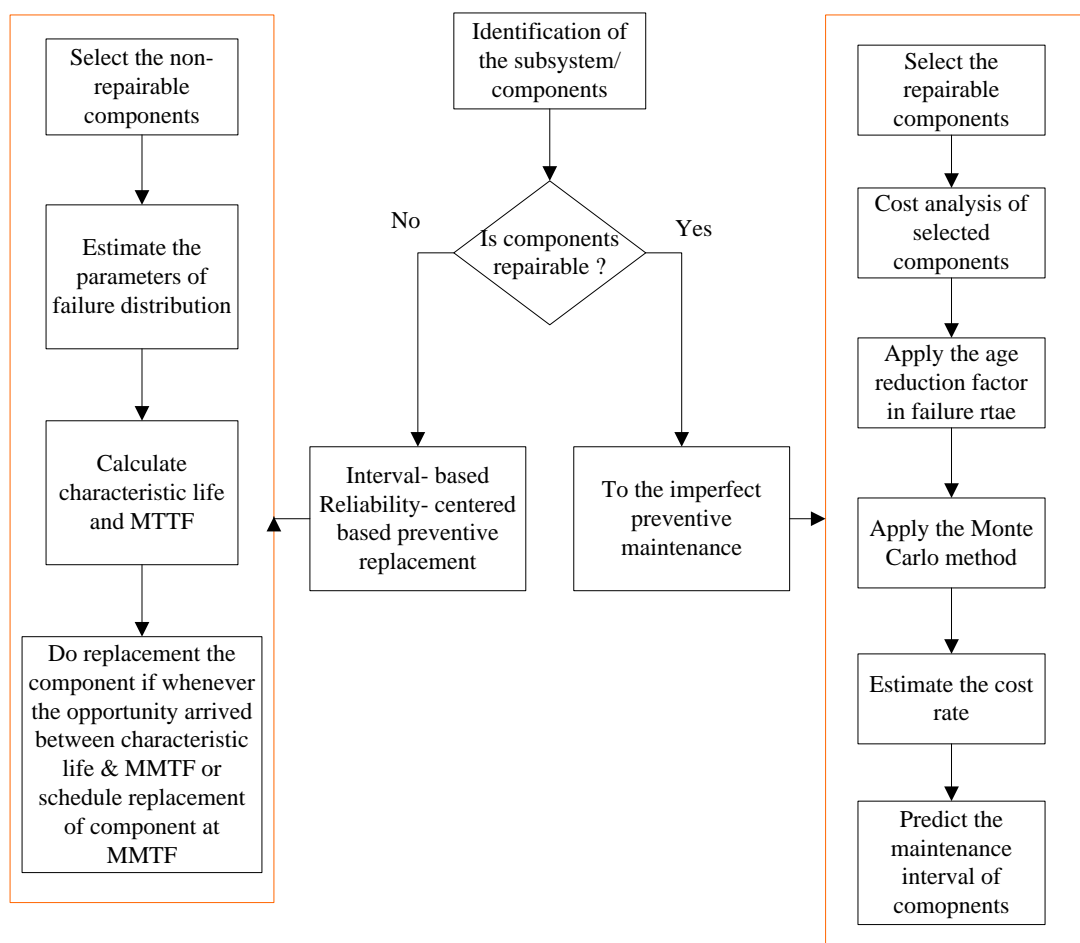 Identification of
the subsystem/
components
Is components
repairable ?
No
Yes
Interval- based
Reliability- centered
based preventive
replacement
To the imperfect
preventive
maintenance
Select the non-
repairable
components
Estimate the
parameters of
failure distribution
Calculate
characteristic life
and MTTF
Do replacement the
component if whenever
the opportunity arrived
between characteristic
life & MMTF or
schedule replacement
of component at
MMTF
Select the
repairable
components
Cost analysis of
selected
components
Apply the age
reduction factor
in failure rtae
Apply the Monte
Carlo method
Estimate the cost
rate
Predict the
maintenance
interval of
comopnents